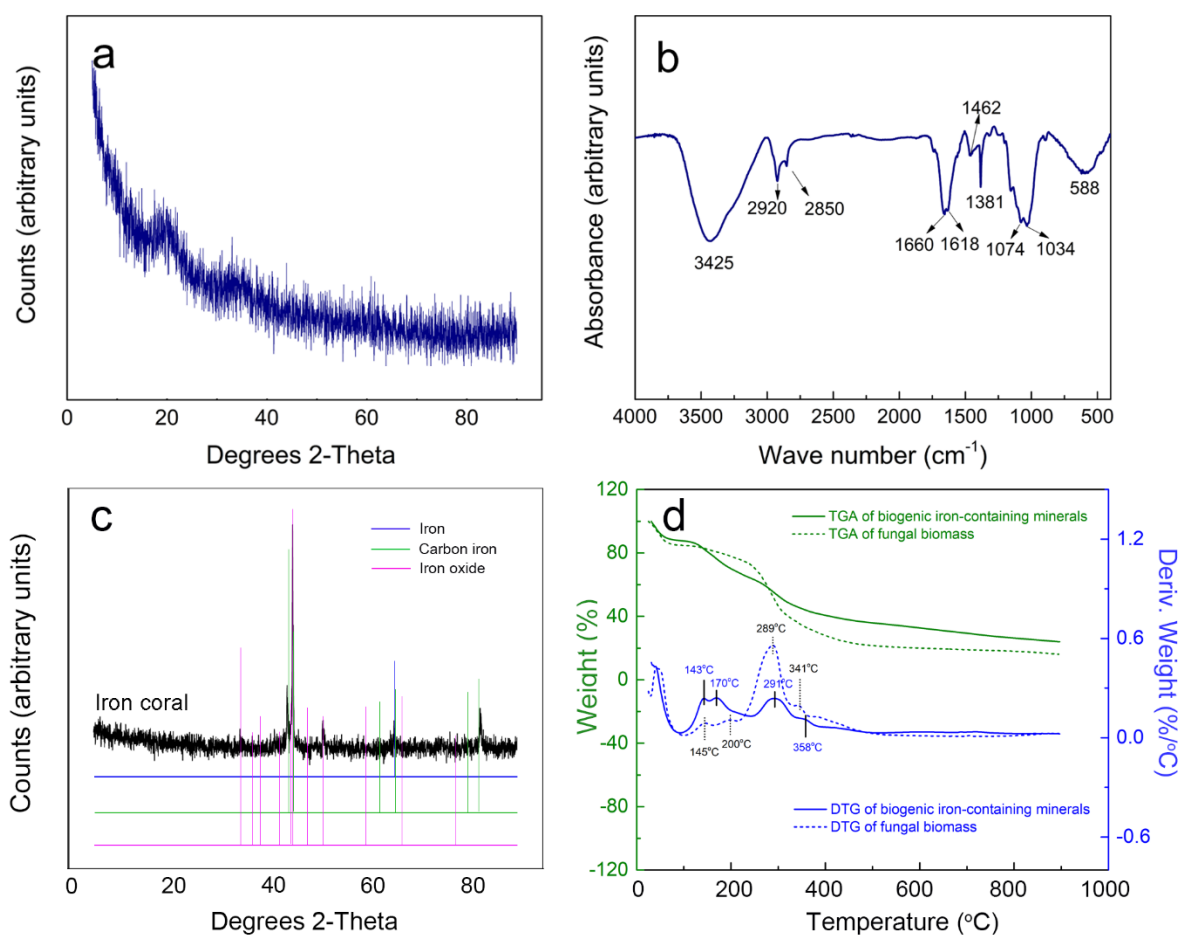 a
Counts (arbitrary units)
0
20
40
60
80
Degrees 2-Theta
b
Absorbance (arbitrary units)
1462
2920
2850
3425
1660
1618
1381
1074
1034
588
4000
3500
3000
2500
2000
1500
1000
500
Wave number (cm⁻¹)
c
Counts (arbitrary units)
Iron
Carbon iron
Iron oxide
Iron coral
0
20
40
60
80
Degrees 2-Theta
d
TGA of biogenic iron-containing minerals
TGA of fungal biomass
Weight (%)
120
80
40
0
-40
-80
-120
Deriv. Weight (%/°C)
1.2
0.6
0.0
-0.6
289°C
143°C
170°C
291°C
341°C
145°C
200°C
358°C
DTG of biogenic iron-containing minerals
DTG of fungal biomass
0
200
400
600
800
1000
Temperature (°C)